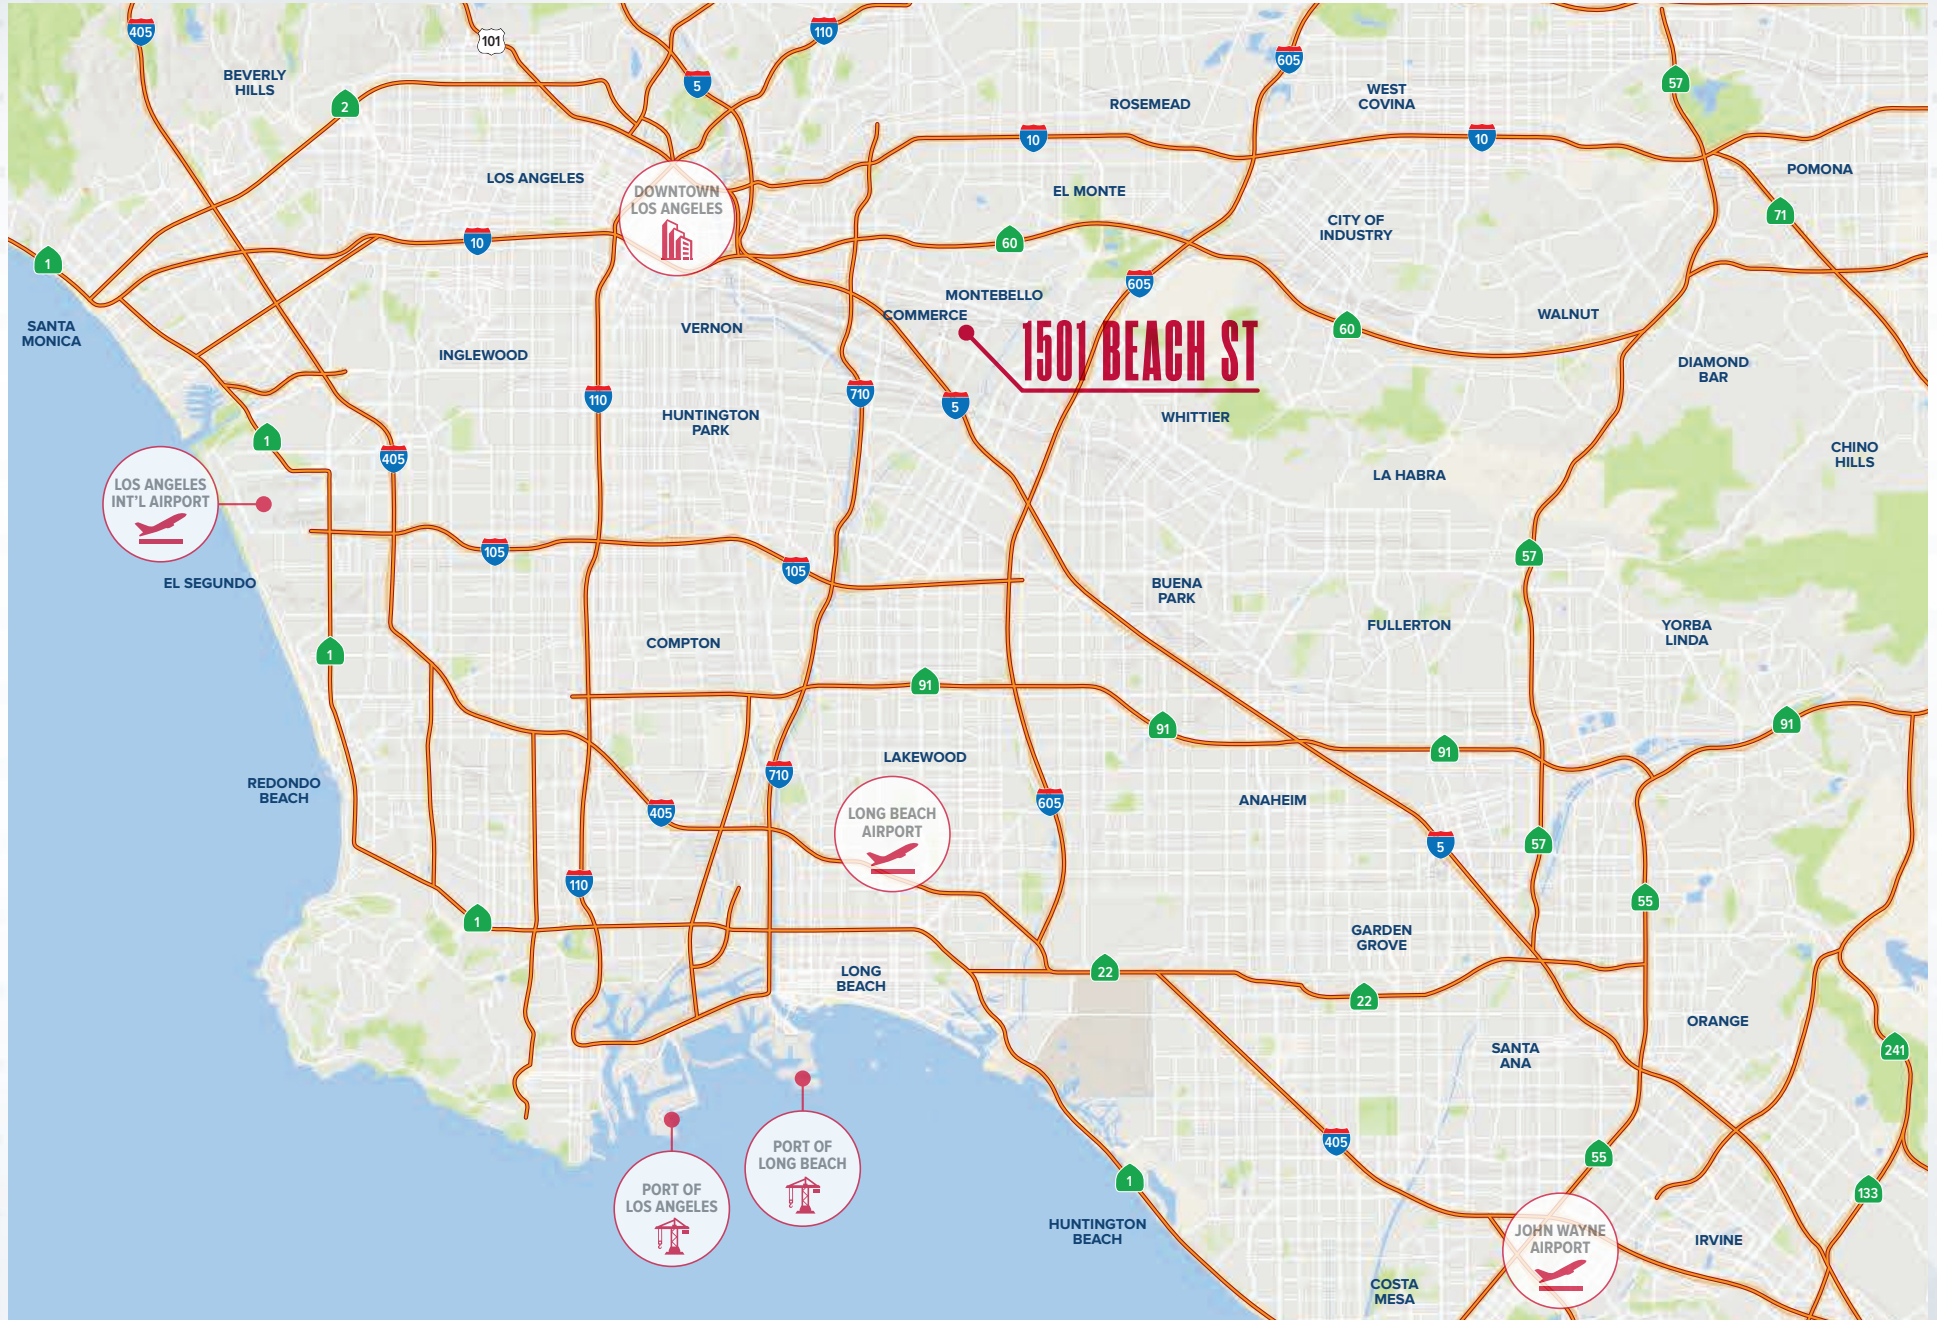 405
101
110
5
605
57
BEVERLY
HILLS
2
ROSEMEAD
WEST
COVINA
10
10
LOS ANGELES
DOWNTOWN
LOS ANGELES
EL MONTE
POMONA
71
CITY OF
INDUSTRY
10
60
1
605
MONTEBELLO
COMMERCE
SANTA
MONICA
VERNON
1501 BEACH ST
60
WALNUT
INGLEWOOD
DIAMOND
BAR
110
710
5
HUNTINGTON
PARK
WHITTIER
1
405
CHINO
HILLS
LA HABRA
LOS ANGELES
INT'L AIRPORT
105
105
57
EL SEGUNDO
BUENA
PARK
COMPTON
FULLERTON
YORBA
LINDA
1
91
91
91
91
LAKEWOOD
710
REDONDO
BEACH
405
605
ANAHEIM
LONG BEACH
AIRPORT
5
57
110
55
1
GARDEN
GROVE
LONG
BEACH
22
22
ORANGE
SANTA
ANA
241
PORT OF
LONG BEACH
405
55
1
133
PORT OF
LOS ANGELES
HUNTINGTON
BEACH
JOHN WAYNE
AIRPORT
IRVINE
COSTA
MESA